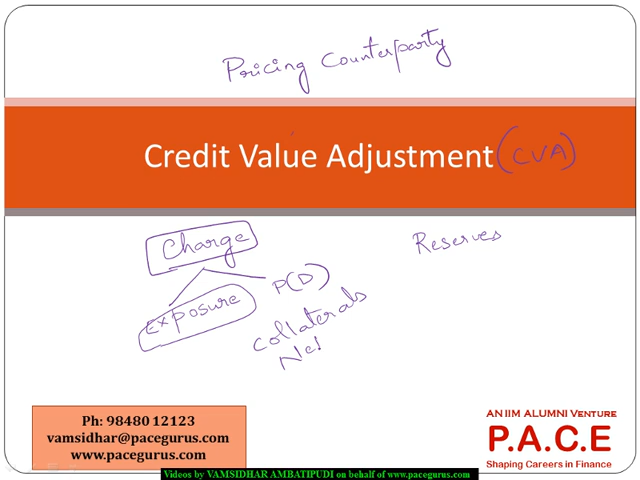 Pricing Counterparty
Credit Value Adjustment (CVA)
Charge
Reserves
P(D)
Exposure
Collaterals
Ph: 98480 12123
vamsidhar@pacegurus.com
www.pacegurus.com
AN IIM ALUMNI VENTURE
P.A.C.E
Shaping Careers in Finance
Videos by VAMSIDHAR AMBATIPUDI on behalf of www.pacegurus.com